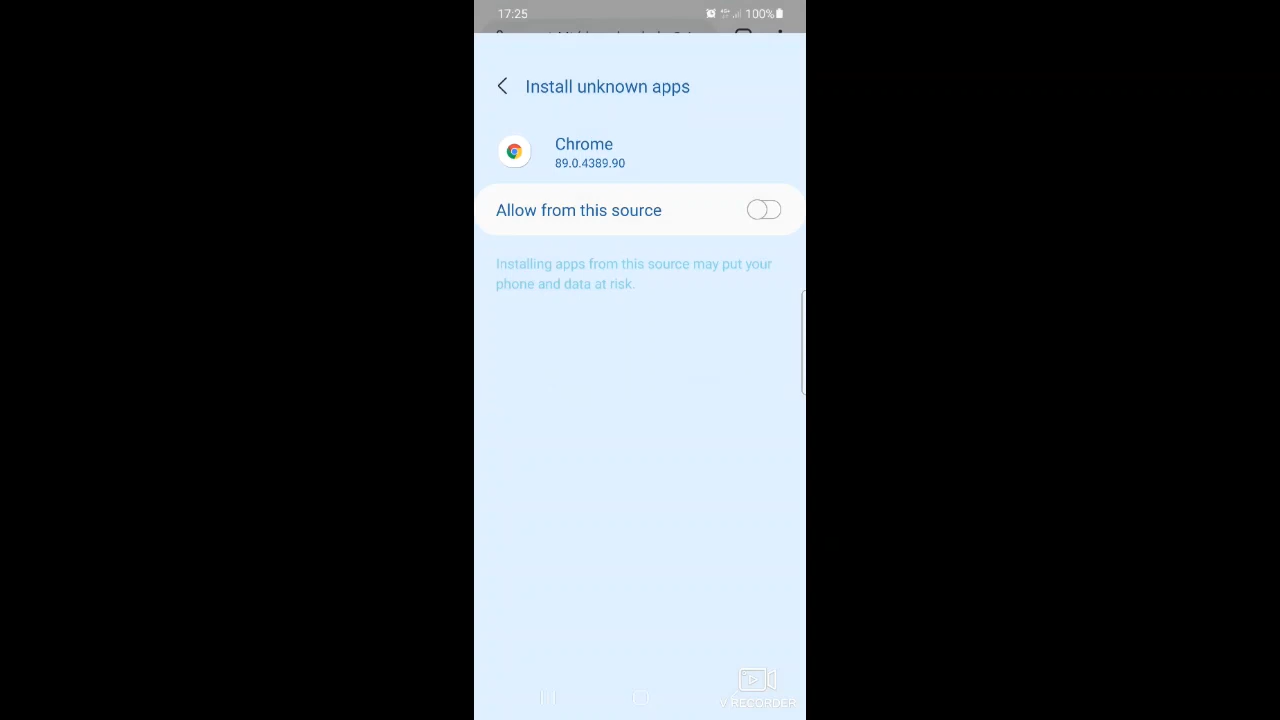 17:25
100%
Install unknown apps
Chrome
89.0.4389.90
Allow from this source
Installing apps from this source may put your
phone and data at risk.
V RECORDER